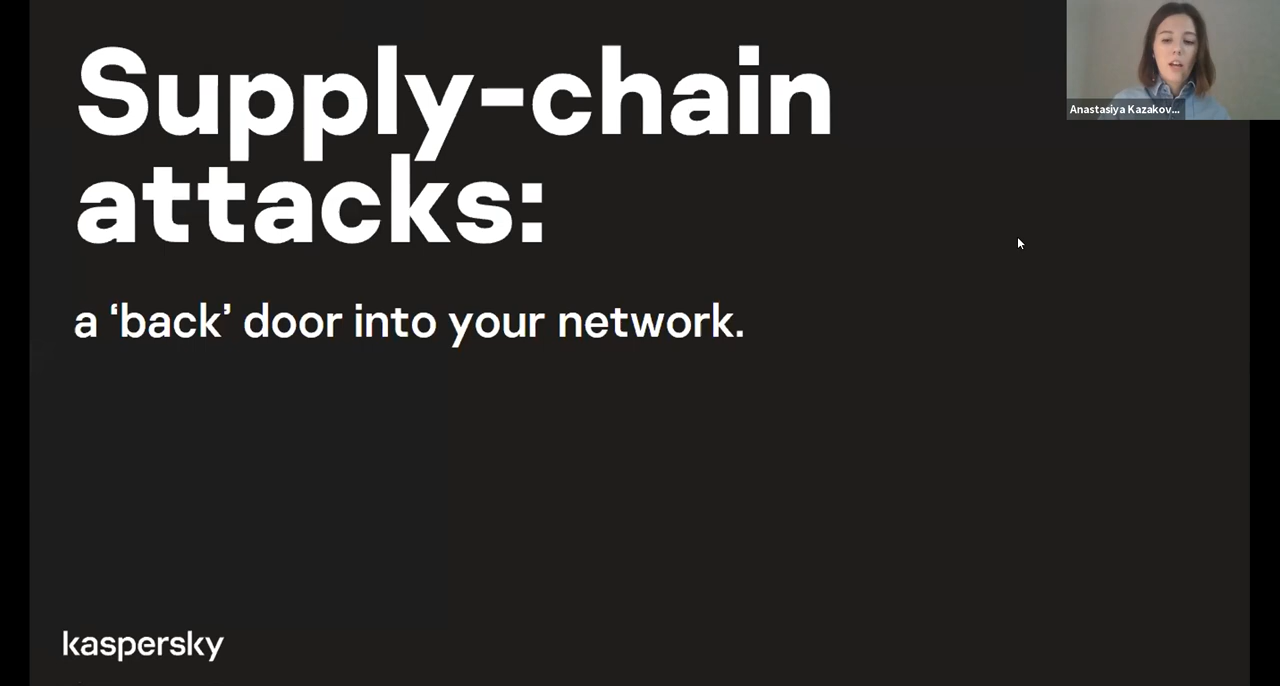 Supply-chain
attacks:
a ‘back’ door into your network.
Anastasiya Kazakov...
kaspersky